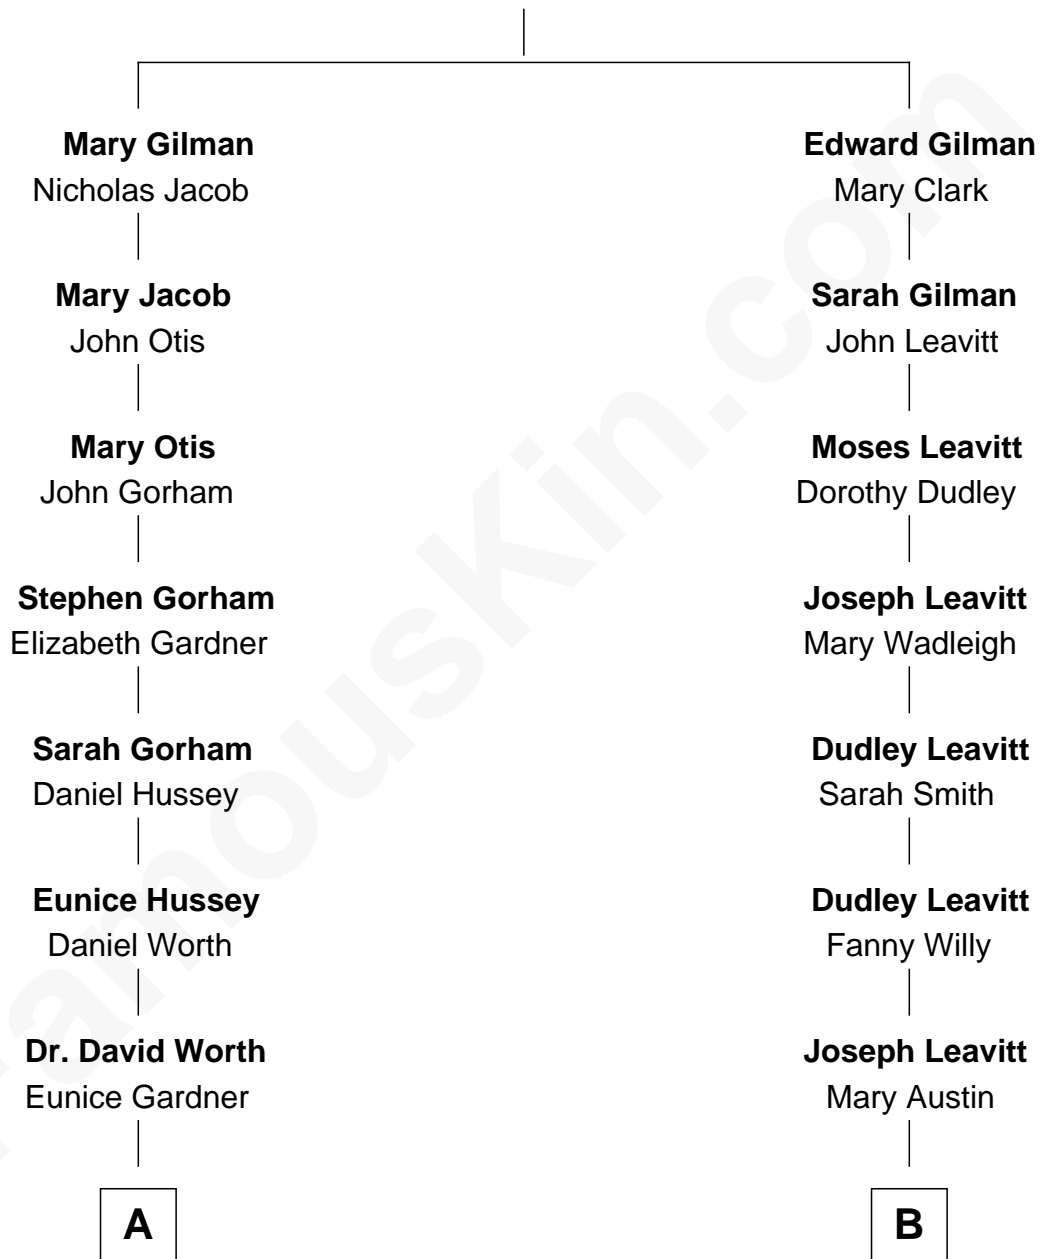 Mary Gilman
Nicholas Jacob
Mary Jacob
John Otis
Mary Otis
John Gorham
Stephen Gorham
Elizabeth Gardner
Sarah Gorham
Daniel Hussey
Eunice Hussey
Daniel Worth
Dr. David Worth
Eunice Gardner
A
Edward Gilman
Mary Clark
Sarah Gilman
John Leavitt
Moses Leavitt
Dorothy Dudley
Joseph Leavitt
Mary Wadleigh
Dudley Leavitt
Sarah Smith
Dudley Leavitt
Fanny Willy
Joseph Leavitt
Mary Austin
B
FamousKin.com